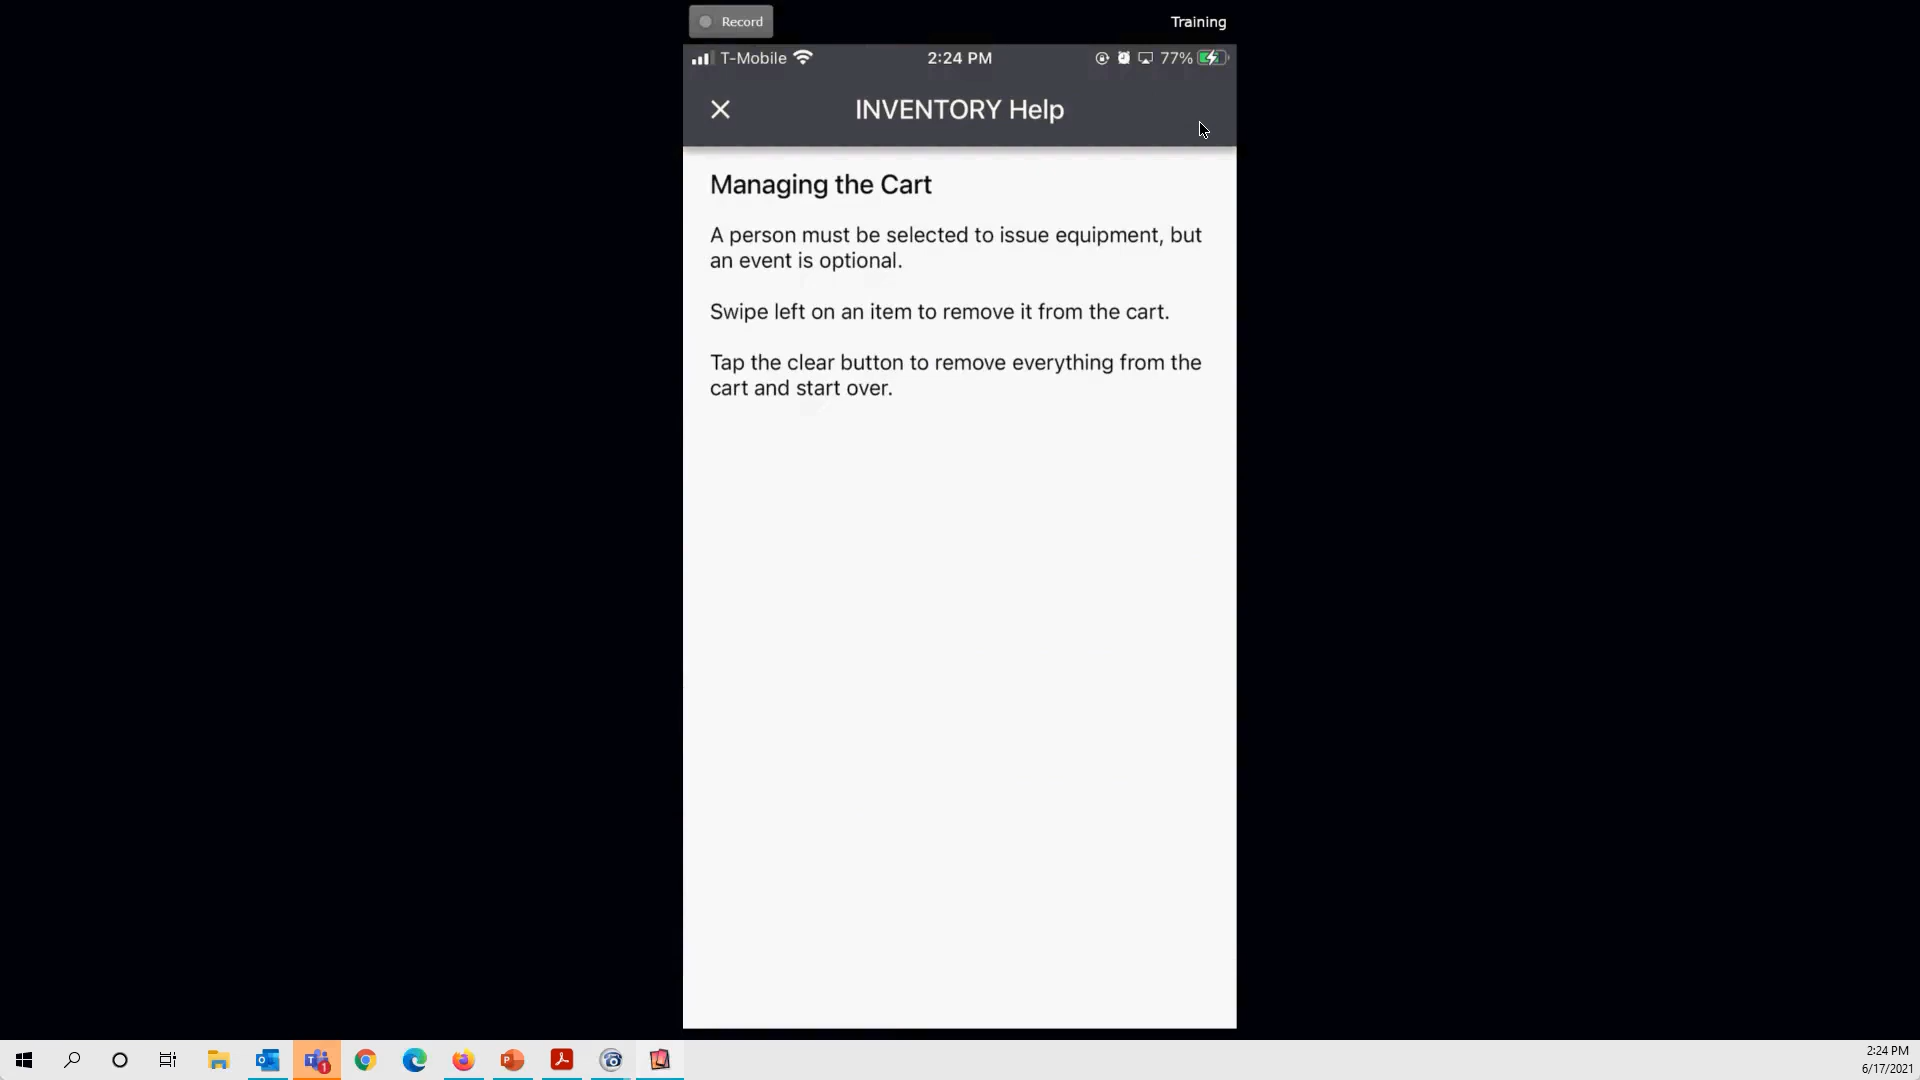 Record
Training
T-Mobile
2:24 PM
77%
INVENTORY Help
Managing the Cart
A person must be selected to issue equipment, but
an event is optional.
Swipe left on an item to remove it from the cart.
Tap the clear button to remove everything from the
cart and start over.
1
2:24 PM
6/17/2021